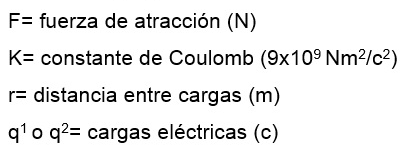 F= fuerza de atracción (N)
K= constante de Coulomb (9x10⁹ Nm²/c²)
r= distancia entre cargas (m)
q¹ o q²= cargas eléctricas (c)